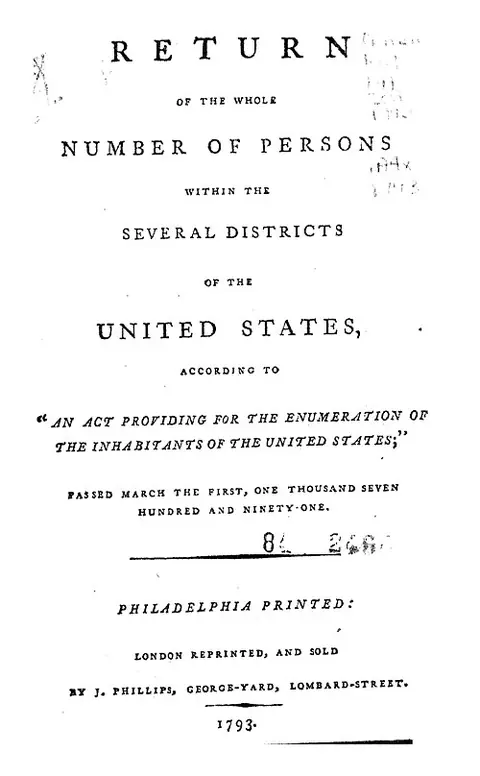 RETURN
OF THE WHOLE
NUMBER OF PERSONS
WITHIN THE
SEVERAL DISTRICTS
OF THE
UNITED STATES,
ACCORDING TO
"AN ACT PROVIDING FOR THE ENUMERATION OF
THE INHABITANTS OF THE UNITED STATES;"
PASSED MARCH THE FIRST, ONE THOUSAND SEVEN
HUNDRED AND NINETY-ONE.
PHILADELPHIA PRINTED:
LONDON REPRINTED, AND SOLD
BY J. PHILLIPS, GEORGE-YARD, LOMBARD-STREET.
1793.